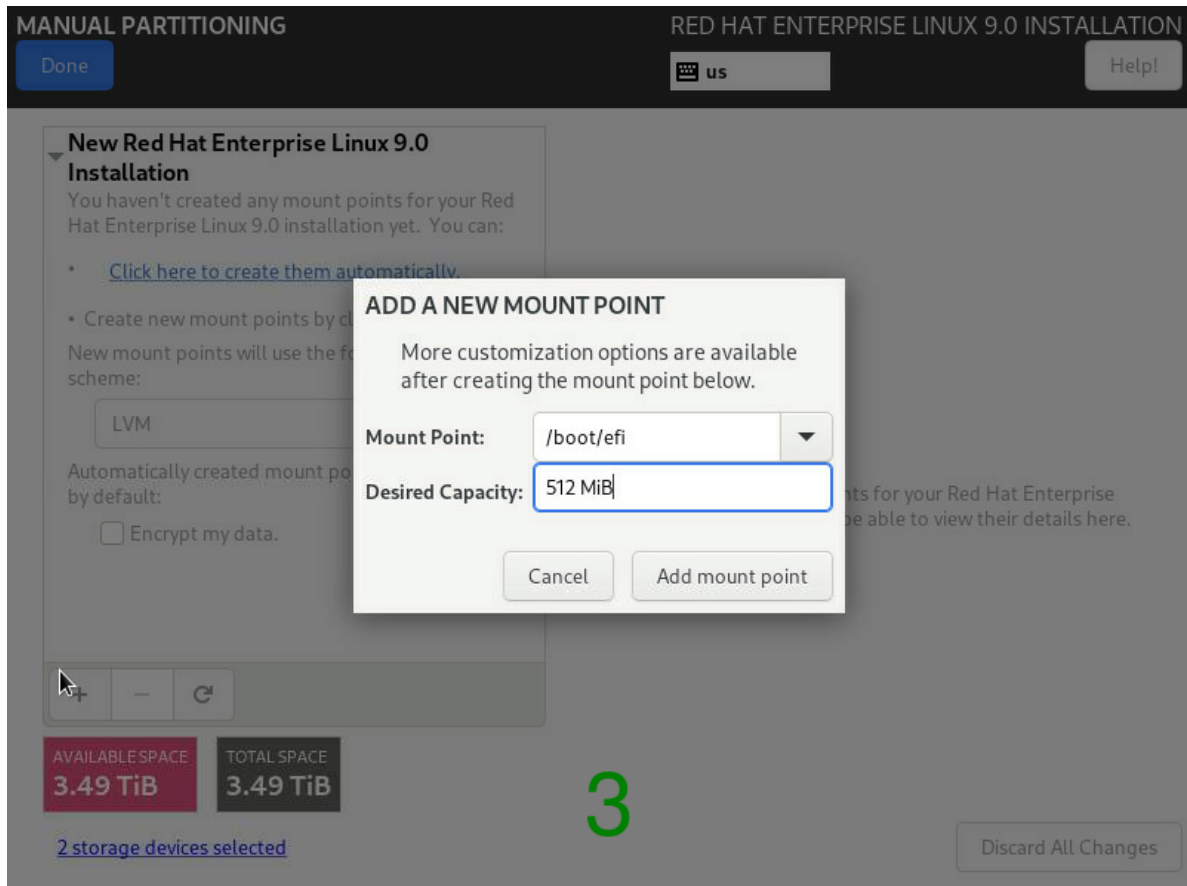 MANUAL PARTITIONING
RED HAT ENTERPRISE LINUX 9.0 INSTALLATION
Done
us
Help!
New Red Hat Enterprise Linux 9.0
Installation
You haven't created any mount points for your Red
Hat Enterprise Linux 9.0 installation yet. You can:
• Click here to create them automatically.
• Create new mount points by cl
New mount points will use the fo
scheme:
LVM
Automatically created mount po
by default:
Encrypt my data.
ADD A NEW MOUNT POINT
More customization options are available
after creating the mount point below.
Mount Point: /boot/efi
Desired Capacity: 512 MiB
Cancel
Add mount point
nts for your Red Hat Enterprise
be able to view their details here.
AVAILABLE SPACE
3.49 TiB
TOTAL SPACE
3.49 TiB
3
2 storage devices selected
Discard All Changes